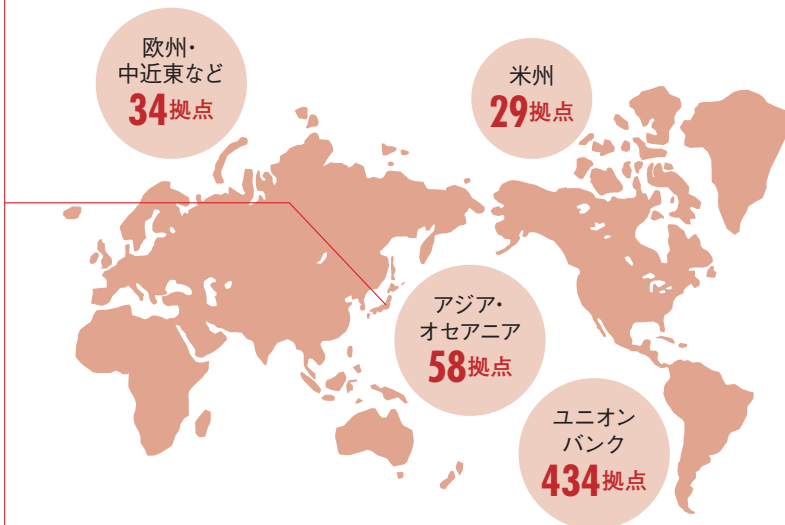 欧州・
中近東など
34拠点
米州
29拠点
アジア・
オセアニア
58拠点
ユニオン
バンク
434拠点